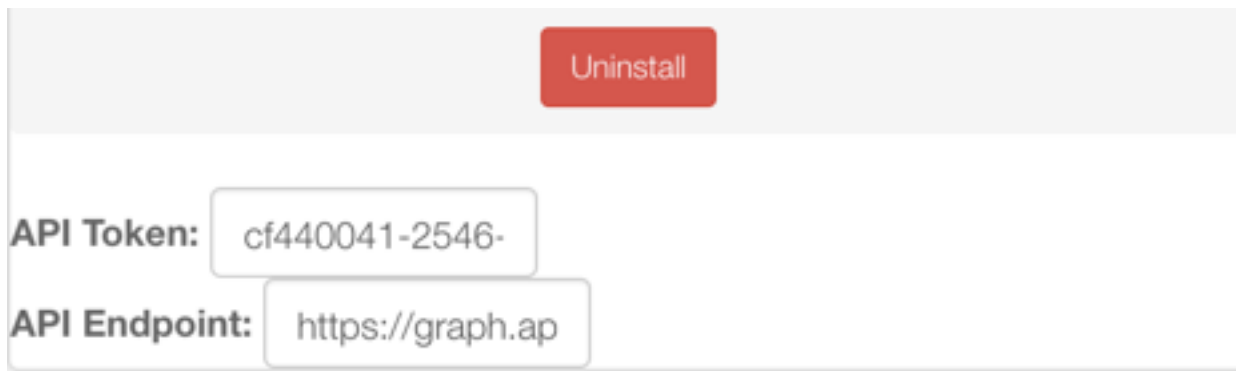 Uninstall
API Token: cf440041-2546-
API Endpoint: https://graph.ap